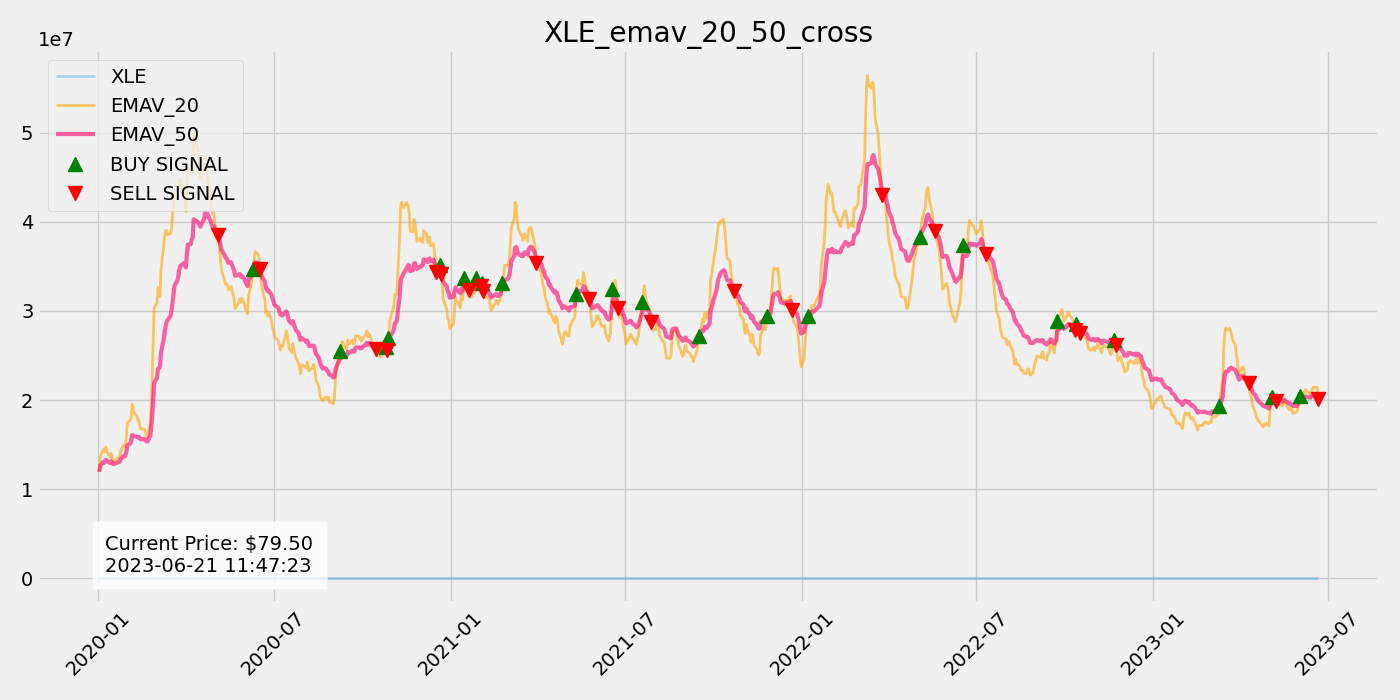 XLE_emav_20_50_cross
1e7
XLE
EMAV_20
EMAV_50
BUY SIGNAL
SELL SIGNAL
5
4
3
2
1
0
Current Price: $79.50
2023-06-21 11:47:23
2020-01
2020-07
2021-01
2021-07
2022-01
2022-07
2023-01
2023-07